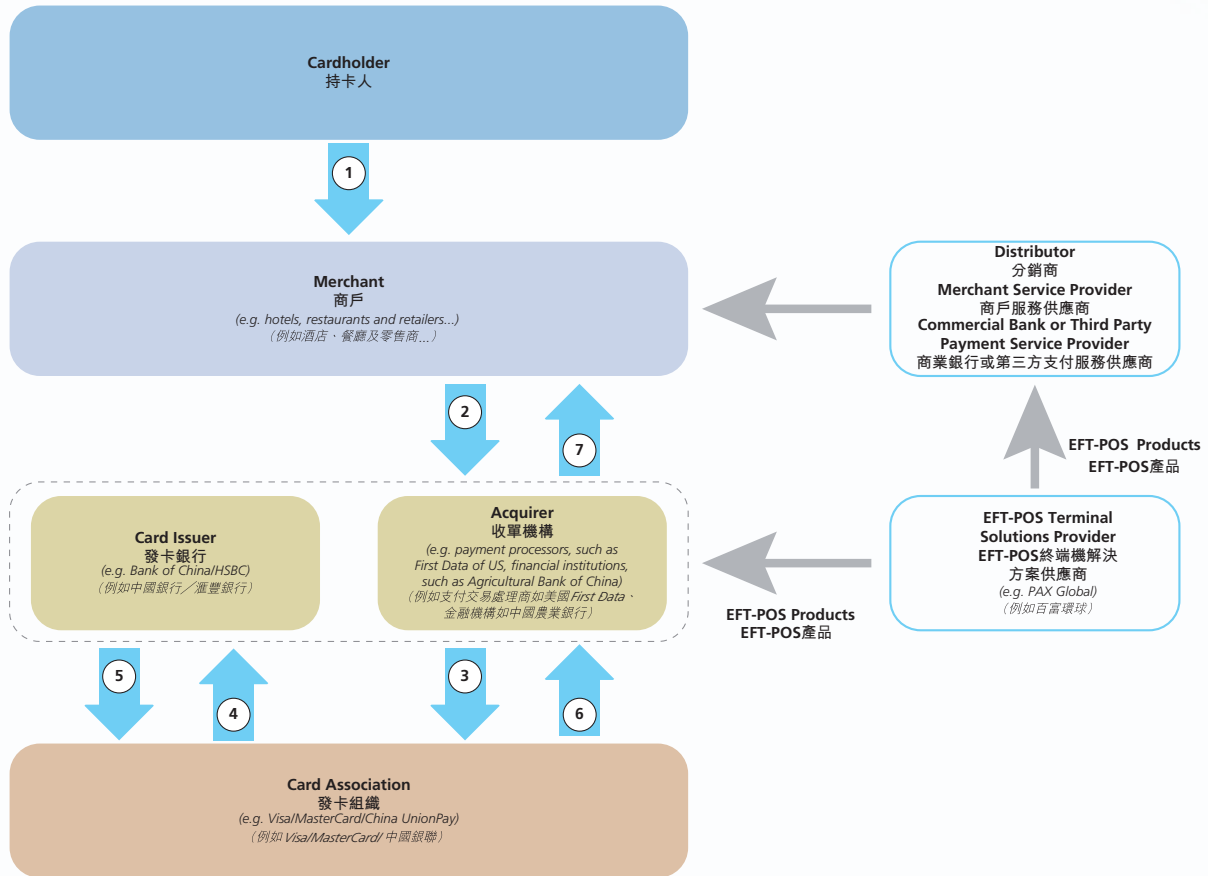 Cardholder
持卡人
1
Merchant
商戶
(e.g. hotels, restaurants and retailers...)
（例如酒店、餐廳及零售商...）
Distributor
分銷商
Merchant Service Provider
商戶服務供應商
Commercial Bank or Third Party
Payment Service Provider
商業銀行或第三方支付服務供應商
2
7
EFT-POS Products
EFT-POS產品
Card Issuer
發卡銀行
(e.g. Bank of China/HSBC)
（例如中國銀行／滙豐銀行）
Acquirer
收單機構
(e.g. payment processors, such as
First Data of US, financial institutions,
such as Agricultural Bank of China)
（例如支付交易處理商如美國First Data、
金融機構如中國農業銀行）
EFT-POS Terminal
Solutions Provider
EFT-POS終端機解決
方案供應商
(e.g. PAX Global)
（例如百富環球）
EFT-POS Products
EFT-POS產品
5
4
3
6
Card Association
發卡組織
(e.g. Visa/MasterCard/China UnionPay)
（例如 Visa/MasterCard/ 中國銀聯）